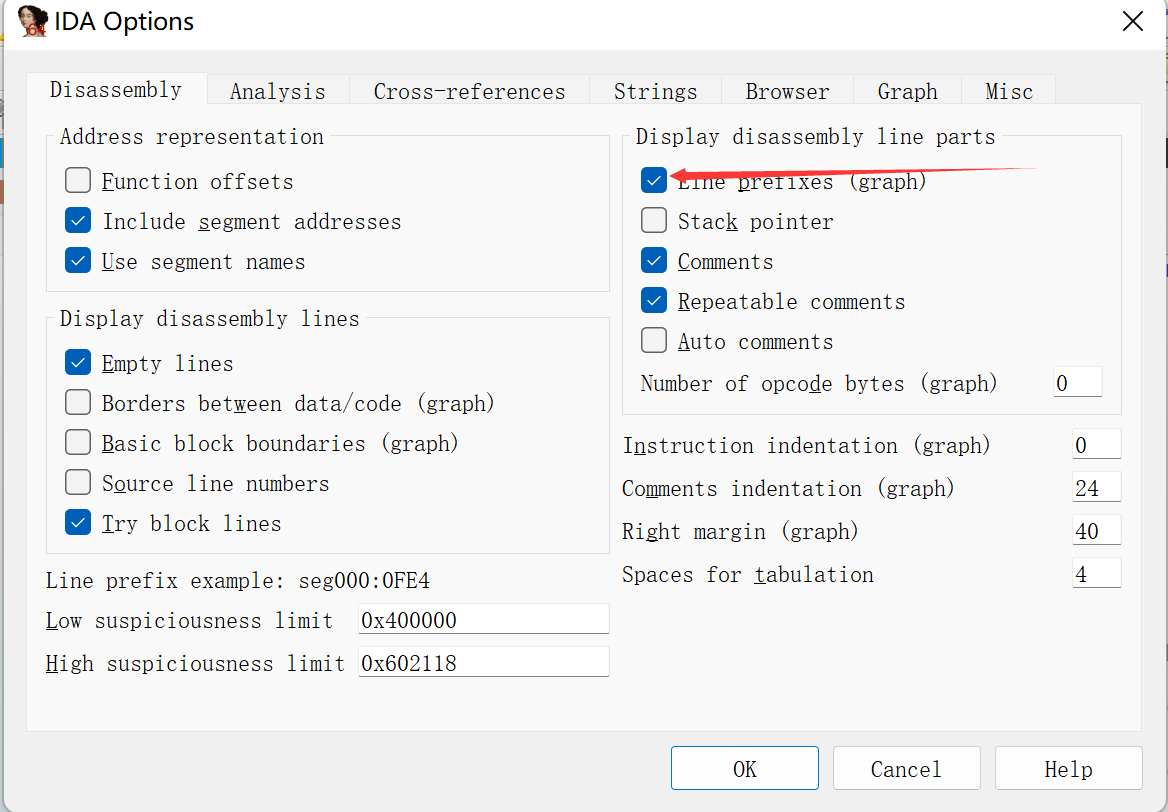 IDA Options
Disassembly Analysis Cross-references Strings Browser Graph Misc
Address representation
Function offsets
Include segment addresses
Use segment names
Display disassembly lines
Empty lines
Borders between data/code (graph)
Basic block boundaries (graph)
Source line numbers
Try block lines
Line prefix example: seg000:0FE4
Low suspiciousness limit 0x400000
High suspiciousness limit 0x602118
Display disassembly line parts
Line prefixes (graph)
Stack pointer
Comments
Repeatable comments
Auto comments
Number of opcode bytes (graph) 0
Instruction indentation (graph) 0
Comments indentation (graph) 24
Right margin (graph) 40
Spaces for tabulation 4
OK Cancel Help